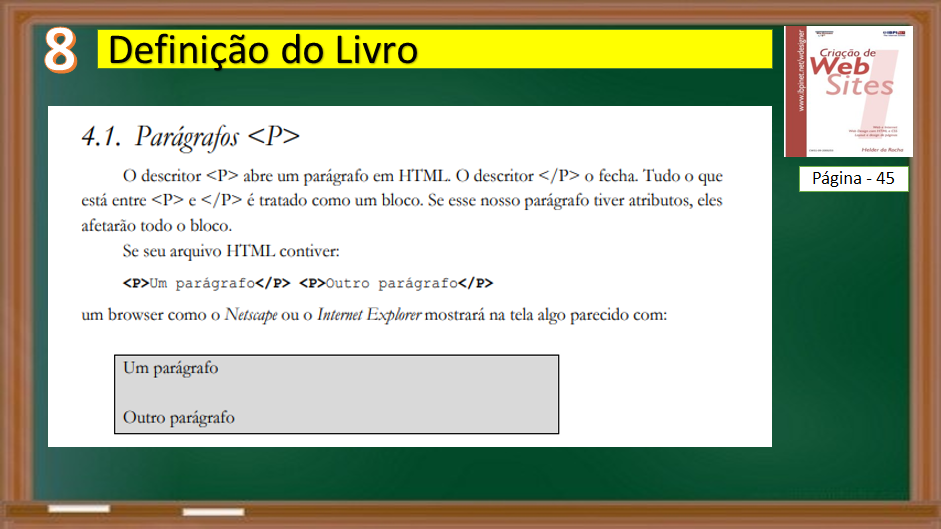 8 Definição do Livro
4.1. Parágrafos <P>
O descritor <P> abre um parágrafo em HTML. O descritor </P> o fecha. Tudo o que
está entre <P> e </P> é tratado como um bloco. Se esse nosso parágrafo tiver atributos, eles
afetarão todo o bloco.
Se seu arquivo HTML contiver:
<P>Um parágrafo</P> <P>Outro parágrafo</P>
um browser como o Netscape ou o Internet Explorer mostrará na tela algo parecido com:
Um parágrafo
Outro parágrafo
www.ibpinet.net/wdesigner
Criação de
Web
Sites
1
Helder da Rocha
Página - 45